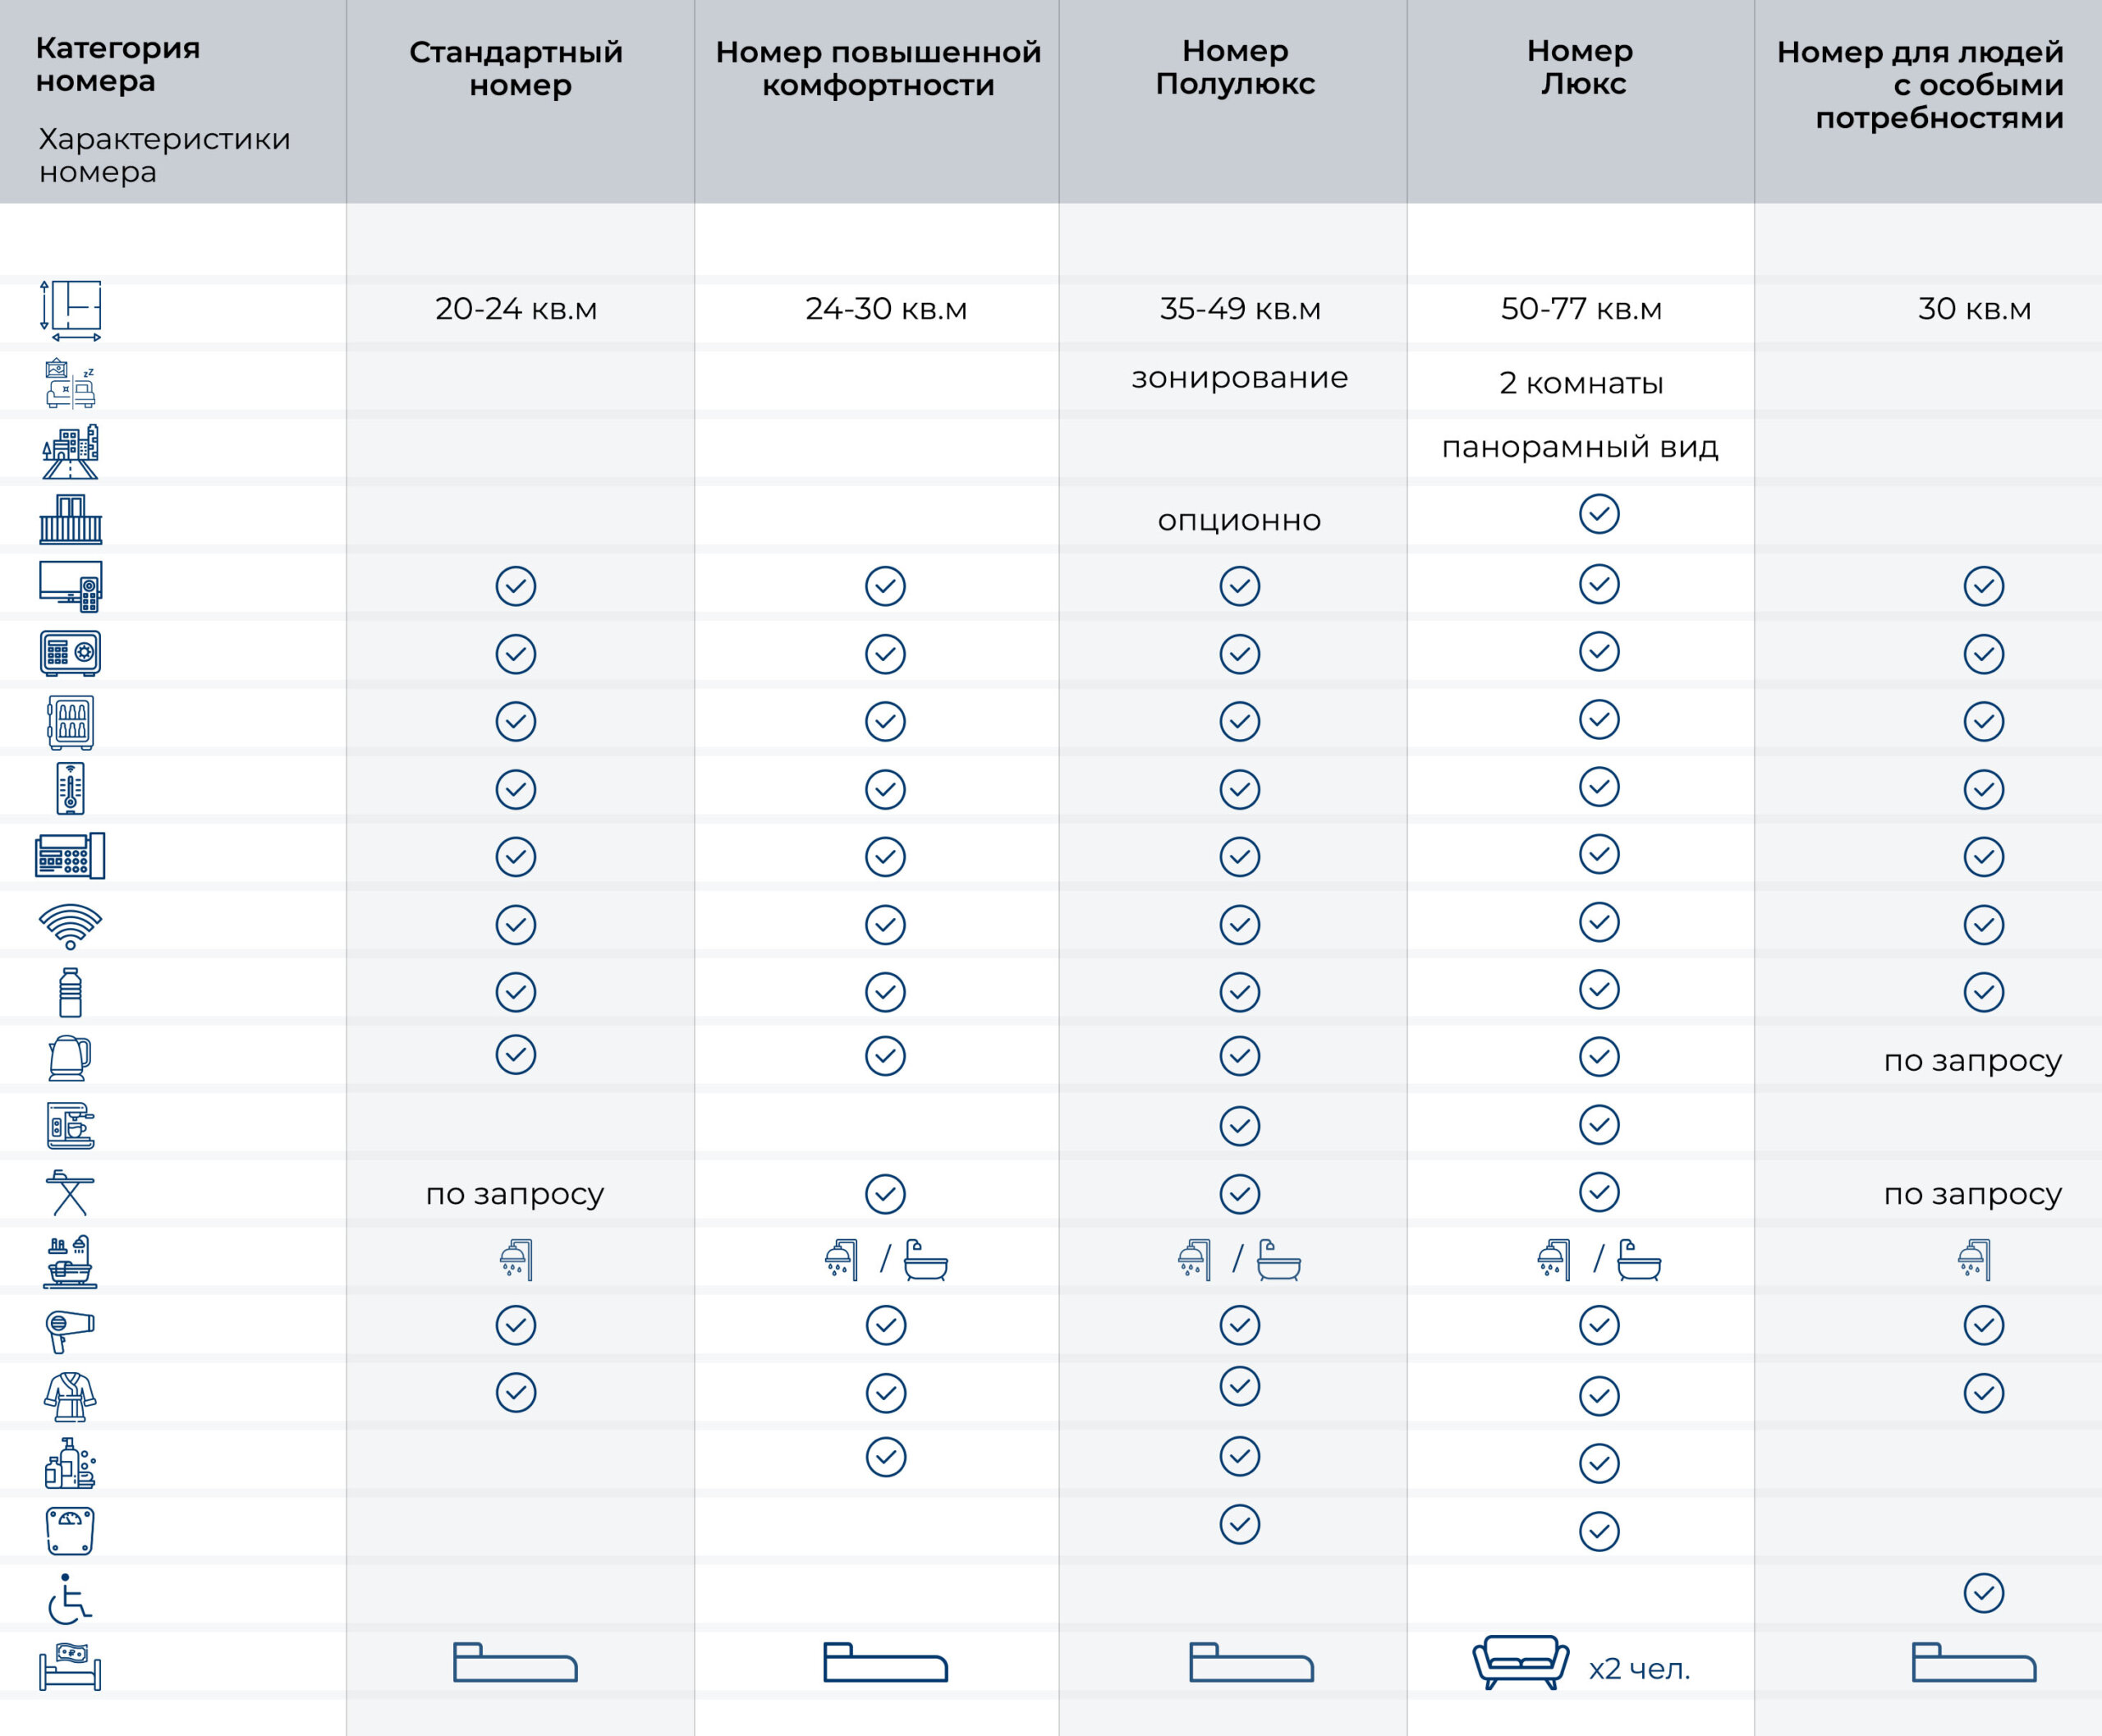 Категория
номера
Характеристики
номера
Стандартный
номер
Номер повышенной
комфортности
Номер
Полулюкс
Номер
Люкс
Номер для людей
с особыми
потребностями
20-24 кв.м
24-30 кв.м
35-49 кв.м
50-77 кв.м
30 кв.м
зонирование
2 комнаты
панорамный вид
опционно
по запросу
по запросу
по запросу
х2 чел.